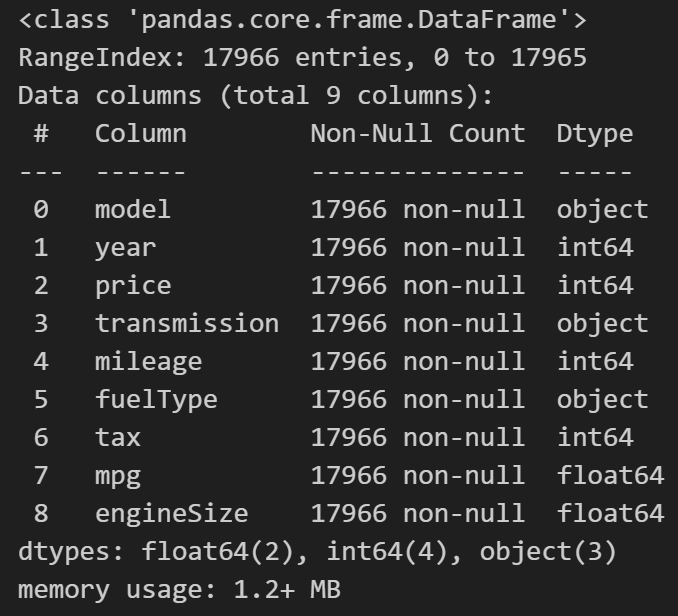 <class 'pandas.core.frame.DataFrame'>
RangeIndex: 17966 entries, 0 to 17965
Data columns (total 9 columns):
 #   Column        Non-Null Count  Dtype
---  ------        --------------  -----
 0   model         17966 non-null  object
 1   year          17966 non-null  int64
 2   price         17966 non-null  int64
 3   transmission  17966 non-null  object
 4   mileage       17966 non-null  int64
 5   fuelType      17966 non-null  object
 6   tax           17966 non-null  int64
 7   mpg           17966 non-null  float64
 8   engineSize    17966 non-null  float64
dtypes: float64(2), int64(4), object(3)
memory usage: 1.2+ MB